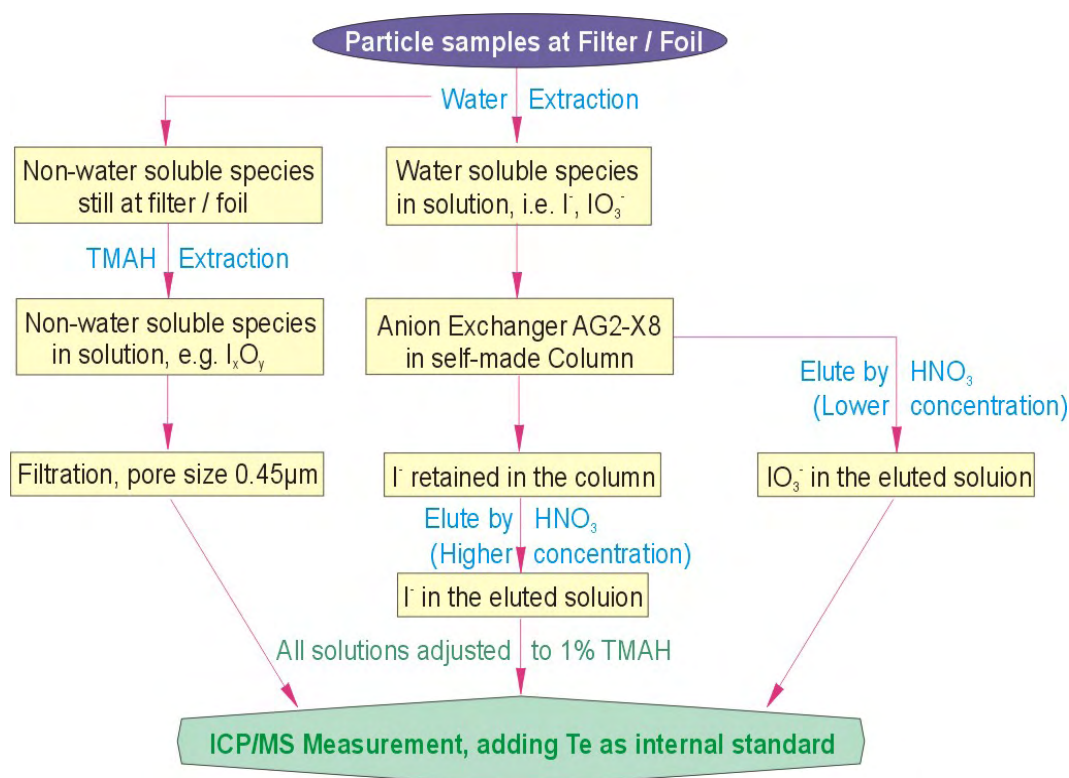 Particle samples at Filter / Foil
Water Extraction
Non-water soluble species
still at filter / foil
Water soluble species
in solution, i.e. I⁻, IO₃⁻
TMAH Extraction
Non-water soluble species
in solution, e.g. IₓOᵧ
Anion Exchanger AG2-X8
in self-made Column
Elute by HNO₃
(Lower concentration)
Filtration, pore size 0.45µm
I⁻ retained in the column
IO₃⁻ in the eluted soluion
Elute by HNO₃
(Higher concentration)
I⁻ in the eluted soluion
All solutions adjusted to 1% TMAH
ICP/MS Measurement, adding Te as internal standard